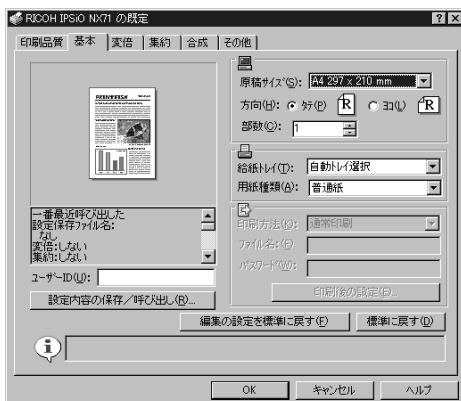 RICOH IPSiO NX71 の既定
印刷品質 基本 変倍 集約 合成 その他
原稿サイズ(S): A4 297 x 210 mm
方向(H): タテ(P) R ヨコ(L) R
部数(C): 1
給紙トレイ(T): 自動トレイ選択
用紙種類(A): 普通紙
一番最近呼び出した
設定保存ファイル名:
なし
変倍:しない
集約:しない
ユーザーID(U):
設定内容の保存/呼び出し(R)...
印刷方法(K): 通常印刷
ファイル名:(F)
パスワード(W):
印刷後の設定(E)...
編集の設定を標準に戻す(F) 標準に戻す(D)
OK キャンセル ヘルプ